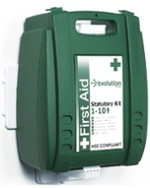 First Aid
evolution
Statutory Kit
1-10
HSE COMPLIANT